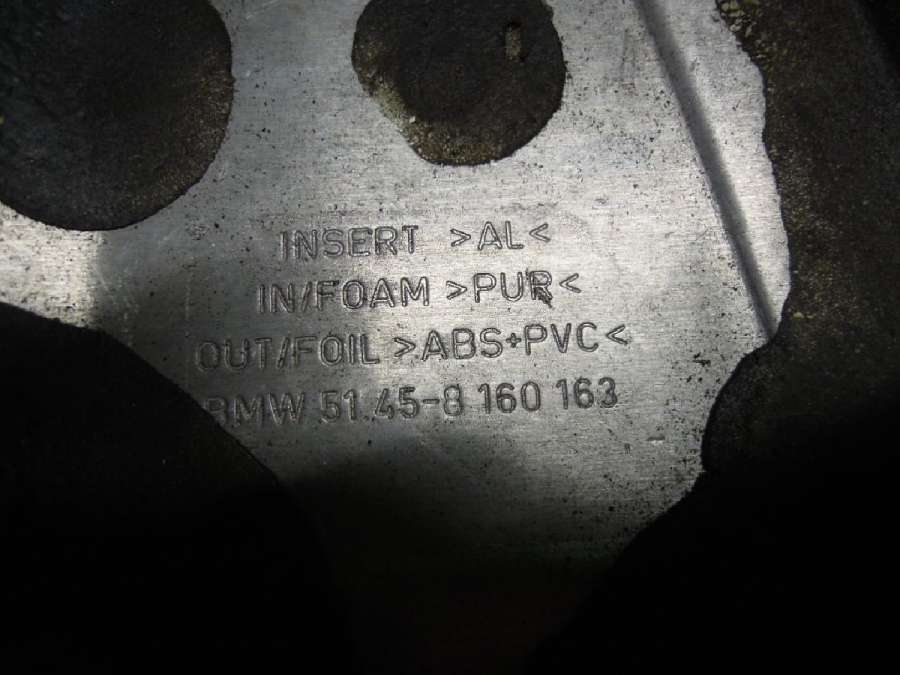 INSERT >AL<
IN/FOAM >PUR<
OUT/FOIL >ABS+PVC<
BMW 51.45-8 160 163